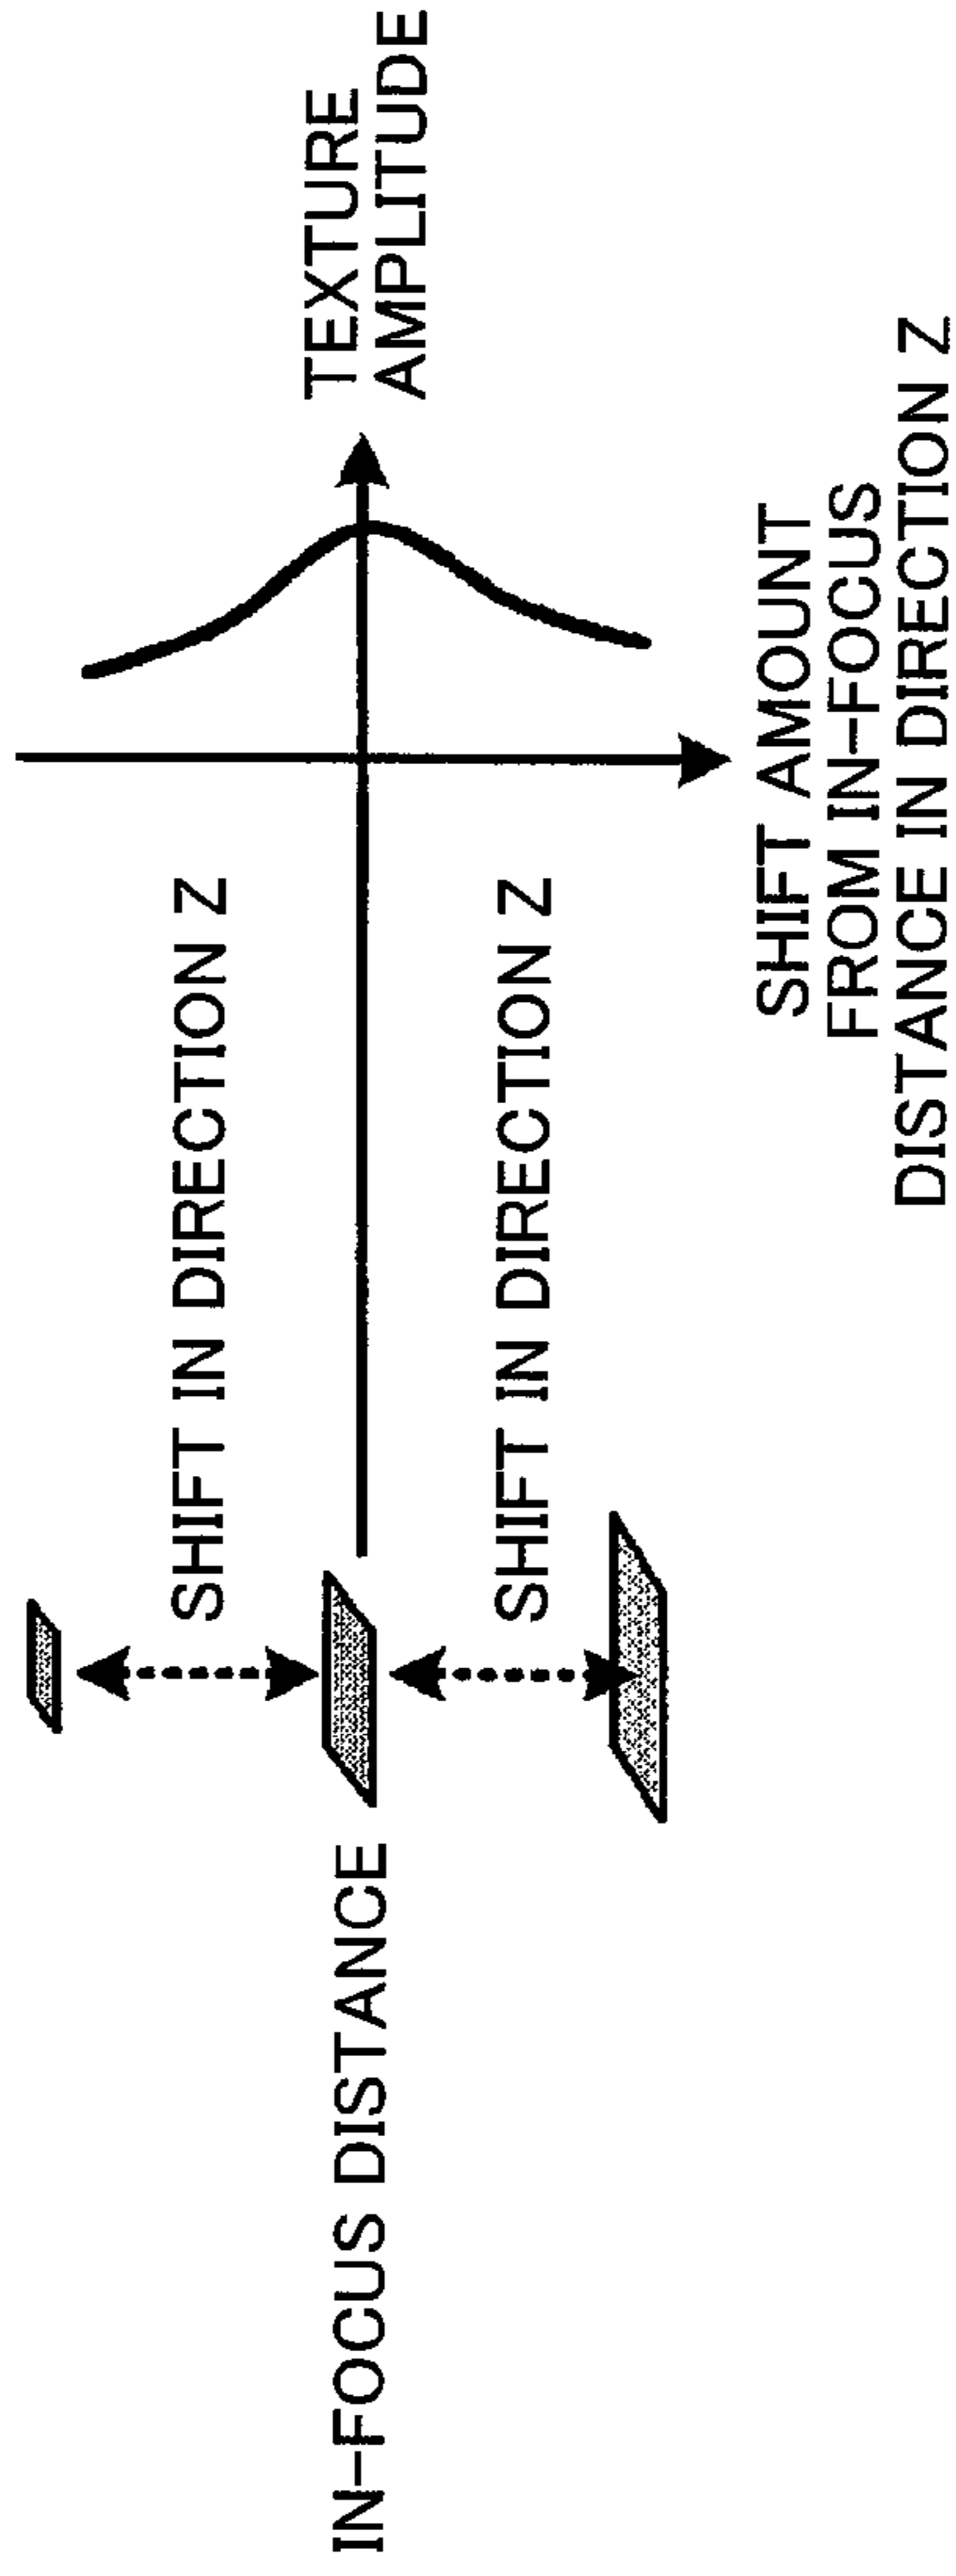 TEXTURE
AMPLITUDE
SHIFT IN DIRECTION Z
IN-FOCUS DISTANCE
SHIFT IN DIRECTION Z
SHIFT AMOUNT
FROM IN-FOCUS
DISTANCE IN DIRECTION Z